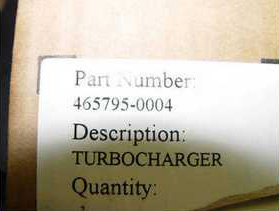 Part Number:
465795-0004
Description:
TURBOCHARGER
Quantity: